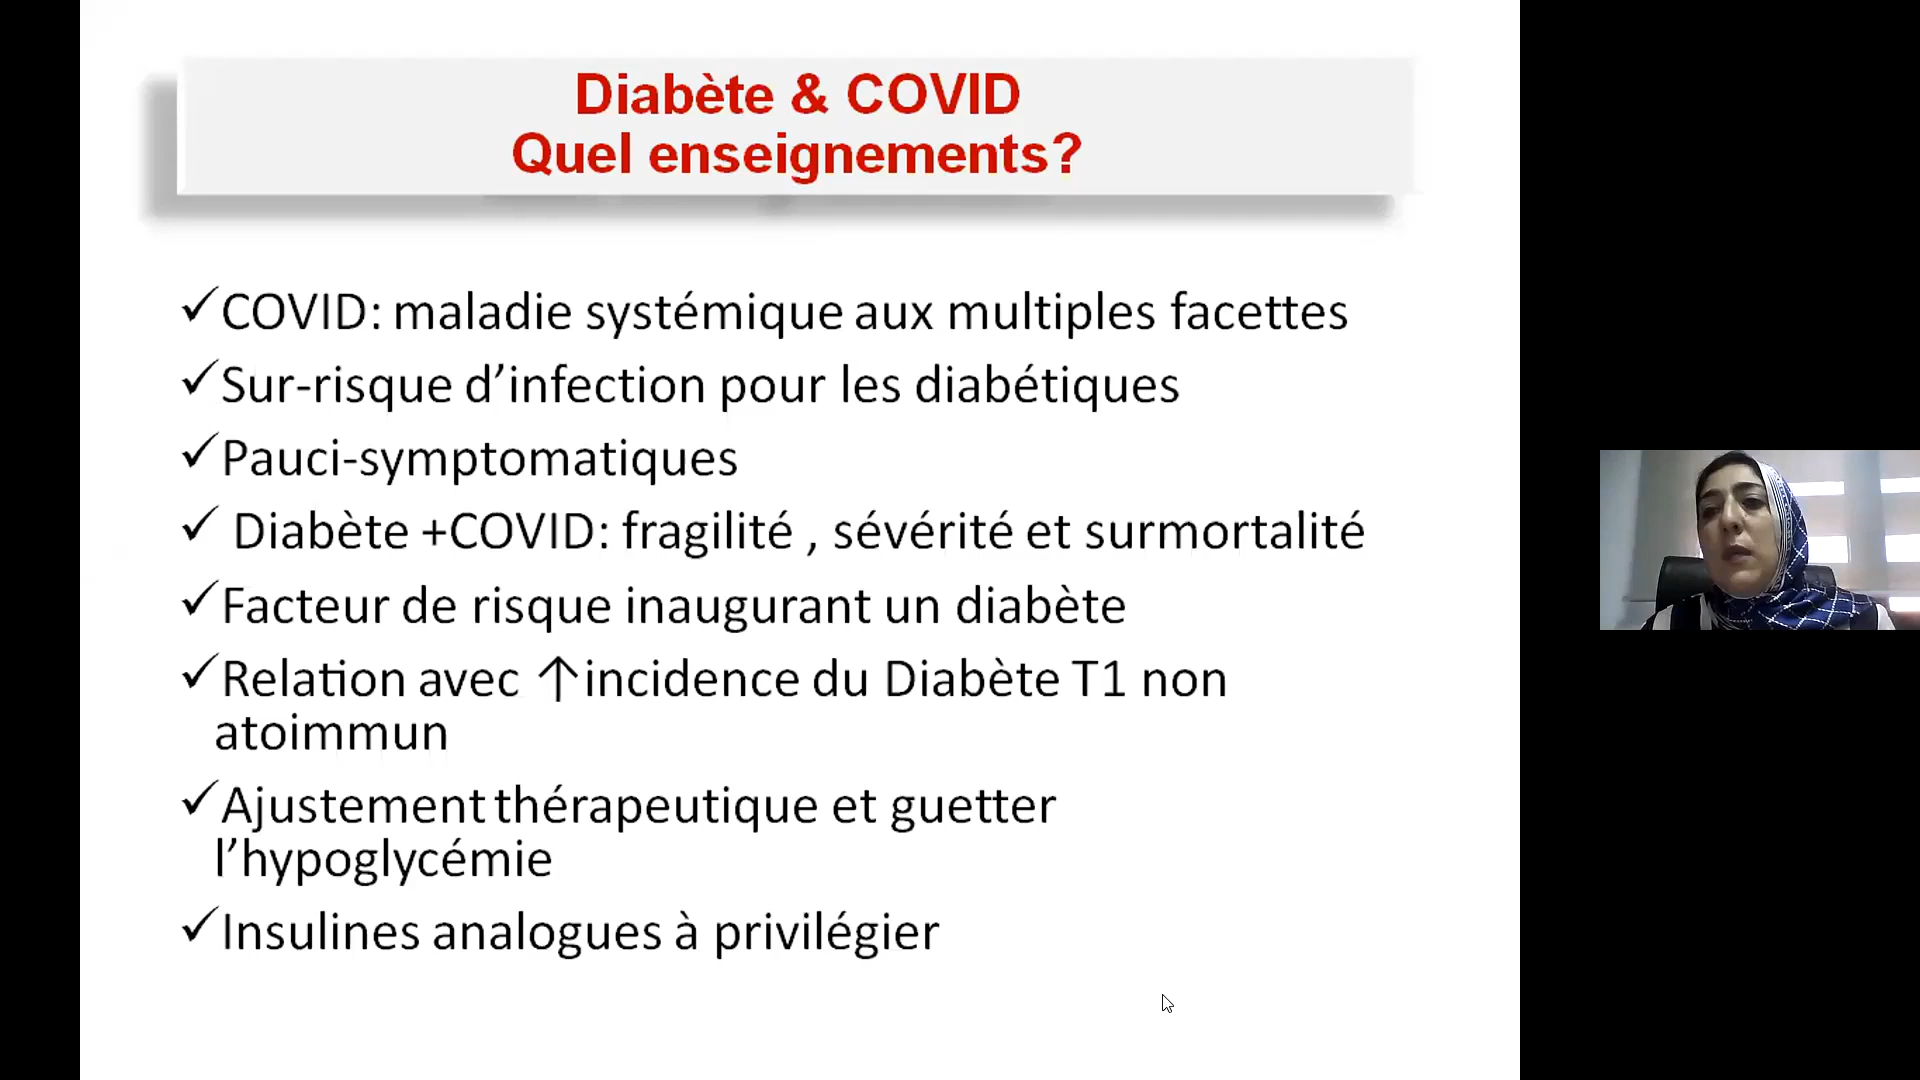 Diabète & COVID
Quel enseignements?
✓COVID: maladie systémique aux multiples facettes
✓Sur-risque d’infection pour les diabétiques
✓Pauci-symptomatiques
✓ Diabète +COVID: fragilité , sévérité et surmortalité
✓Facteur de risque inaugurant un diabète
✓Relation avec ↑incidence du Diabète T1 non
atoimmun
✓Ajustement thérapeutique et guetter
l’hypoglycémie
✓Insulines analogues à privilégier